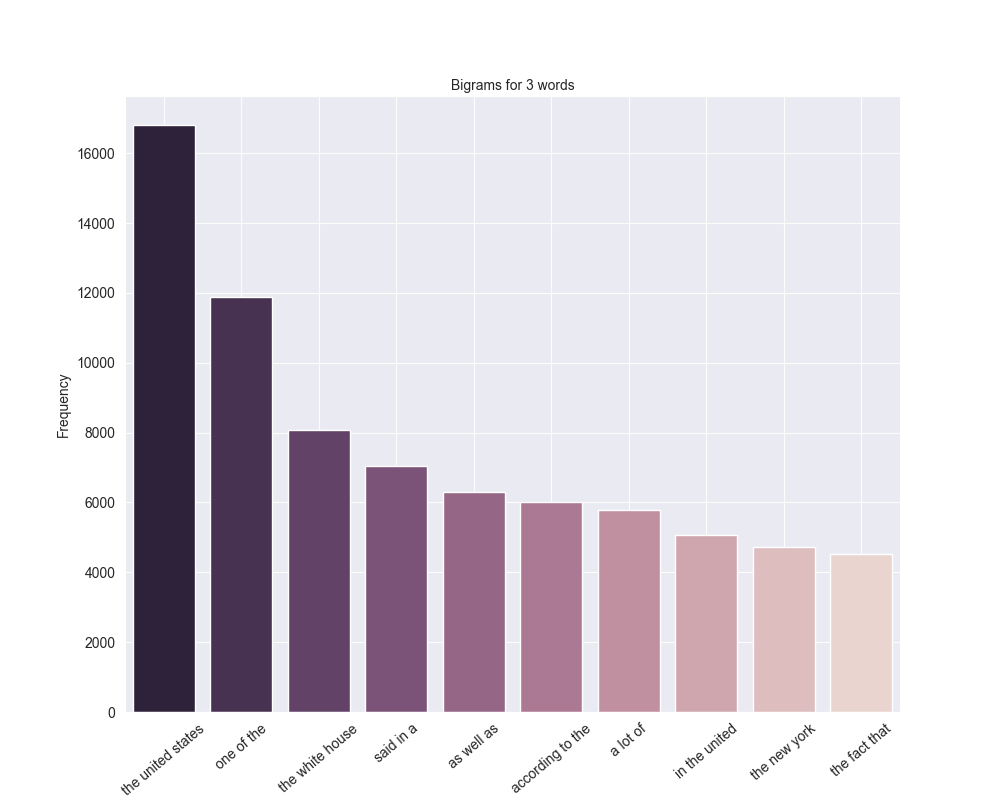 Bigrams for 3 words
Frequency
16000
14000
12000
10000
8000
6000
4000
2000
0
the united states
one of the
the white house
said in a
as well as
according to the
a lot of
in the united
the new york
the fact that